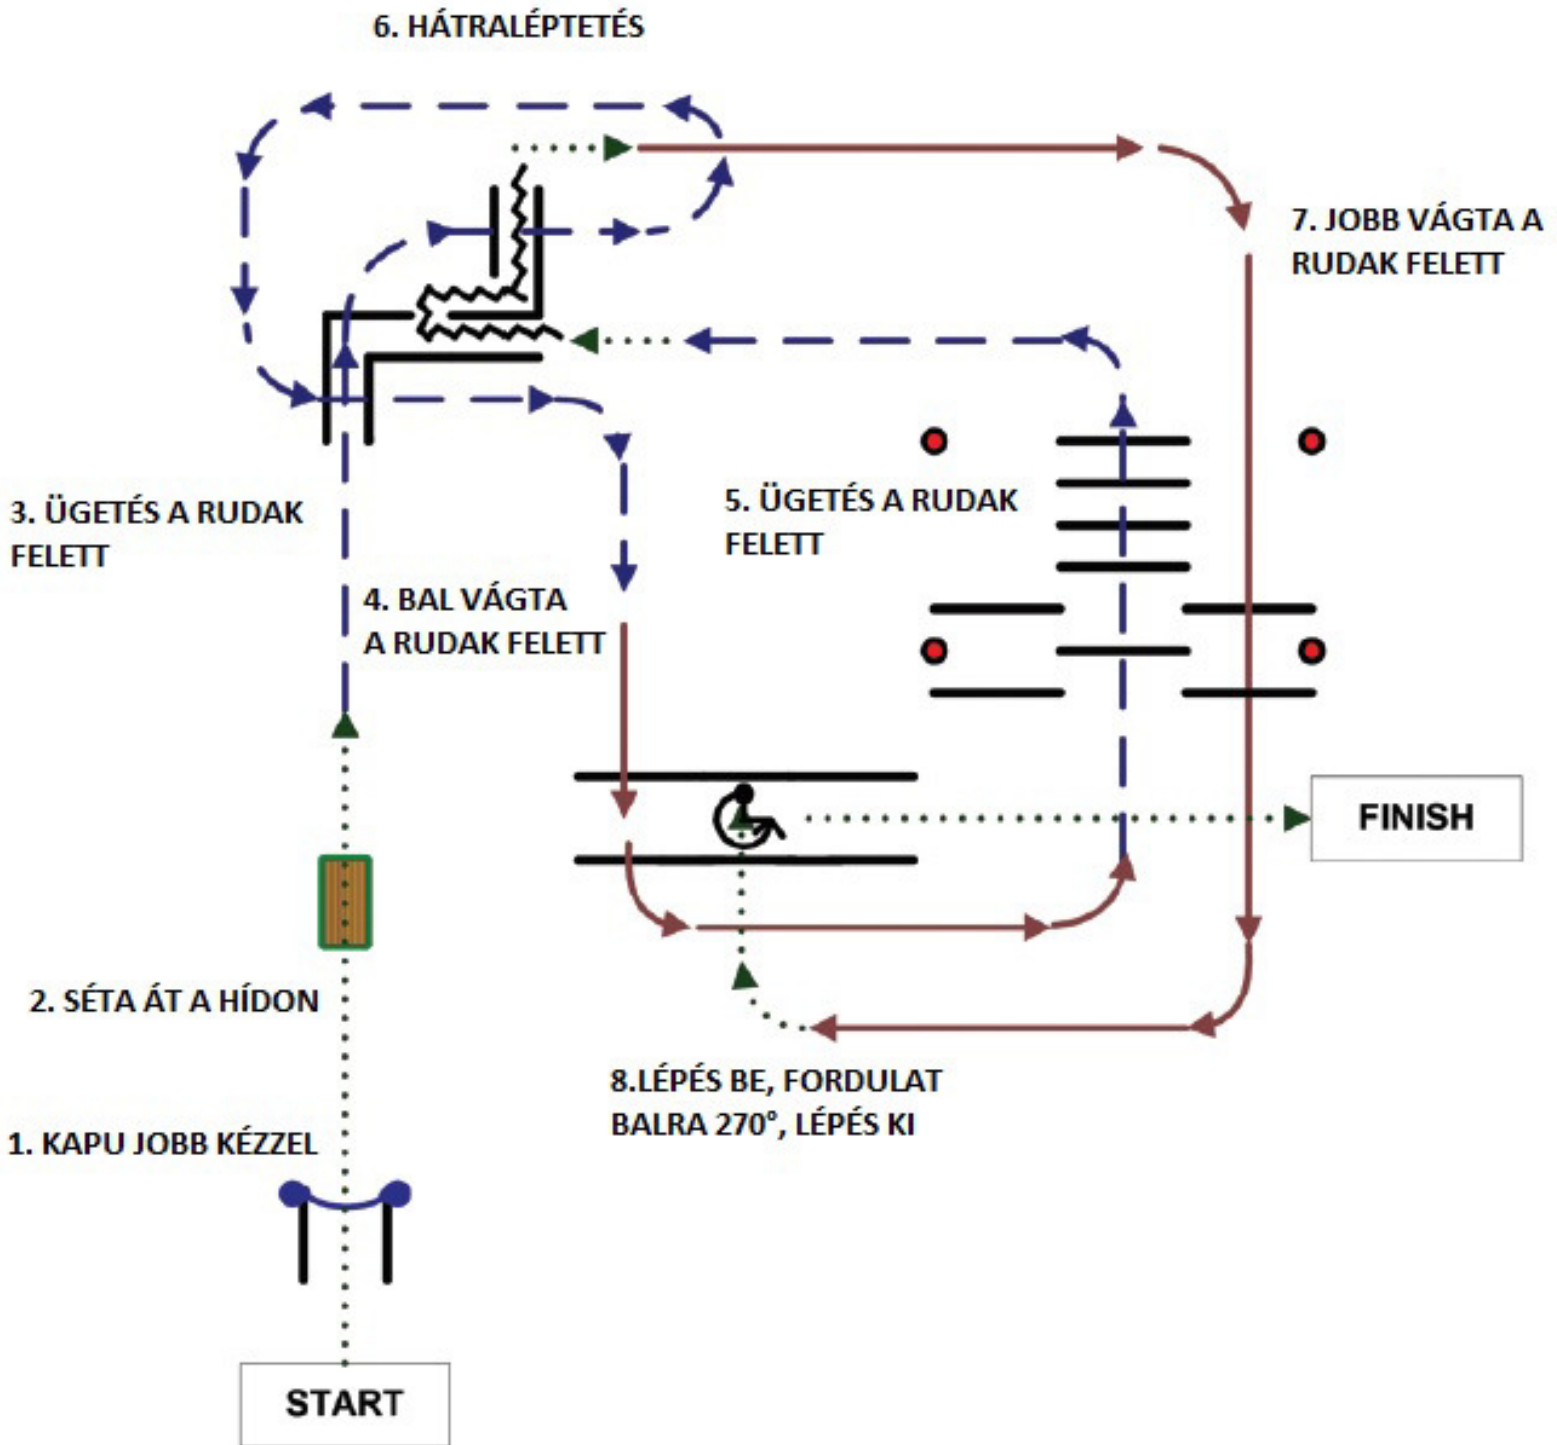 6. HÁTRALÉPTETÉS
7. JOBB VÁGTA A
RUDAK FELETT
3. ÜGETÉS A RUDAK
FELETT
5. ÜGETÉS A RUDAK
FELETT
4. BAL VÁGTA
A RUDAK FELETT
FINISH
2. SÉTA ÁT A HÍDON
8.LÉPÉS BE, FORDULAT
BALRA 270°, LÉPÉS KI
1. KAPU JOBB KÉZZEL
START